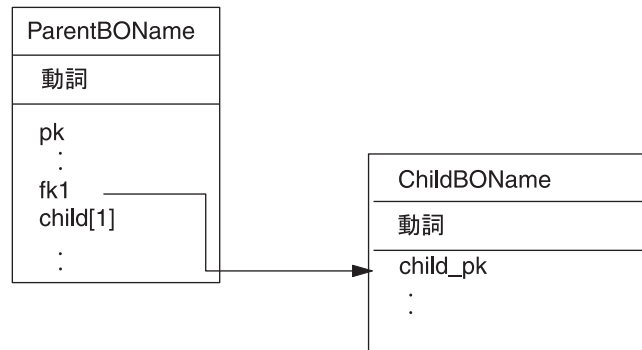 ParentBOName
動詞
pk
:
fk1
child[1]
:
ChildBOName
動詞
child_pk
: